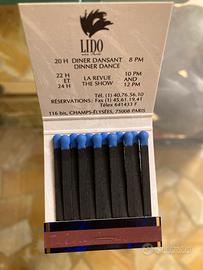 LIDO
20 H DINER DANSANT 8 PM
DINNER DANCE
22 H LA REVUE 10 PM
ET THE SHOW AND
24 H 12 PM
Tél. (1) 40.76.56.10
RÉSERVATIONS : Fax (1) 45.61.19.41
Télex 641433 F
116 bis, CHAMPS-ÉLYSÉES, 75008 PARIS